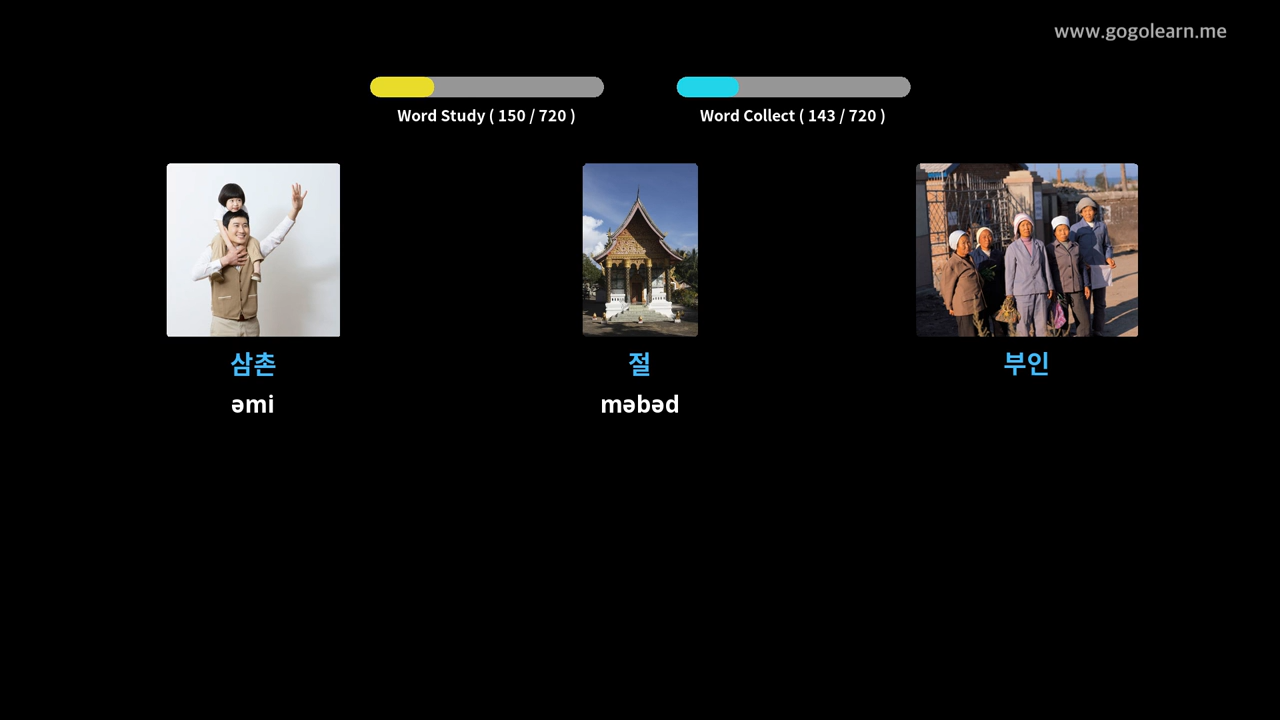 www.gogolearn.me
Word Study ( 150 / 720 )
Word Collect ( 143 / 720 )
삼촌
절
부인
əmi
məbəd